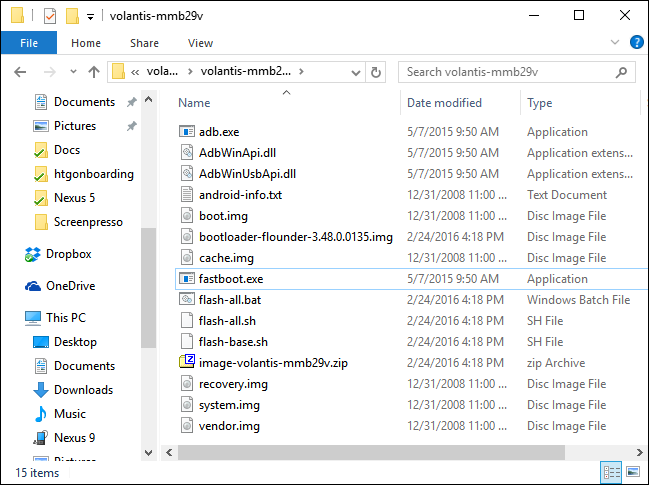 volantis-mmb29v
File Home Share View
vola... volantis-mmb2... Search volantis-mmb29v
Name Date modified Type
Documents
Pictures
Docs
htgonboarding
Nexus 5
Screenpresso
Dropbox
OneDrive
This PC
Desktop
Documents
Downloads
Music
Nexus 9
Pictures
adb.exe 5/7/2015 9:50 AM Application
AdbWinApi.dll 5/7/2015 9:50 AM Application extens...
AdbWinUsbApi.dll 5/7/2015 9:50 AM Application extens...
android-info.txt 12/31/2008 11:00 ... Text Document
boot.img 12/31/2008 11:00 ... Disc Image File
bootloader-flounder-3.48.0.0135.img 2/24/2016 4:18 PM Disc Image File
cache.img 12/31/2008 11:00 ... Disc Image File
fastboot.exe 5/7/2015 9:50 AM Application
flash-all.bat 2/24/2016 4:18 PM Windows Batch File
flash-all.sh 2/24/2016 4:18 PM SH File
flash-base.sh 2/24/2016 4:18 PM SH File
image-volantis-mmb29v.zip 2/24/2016 4:18 PM zip Archive
recovery.img 12/31/2008 11:00 ... Disc Image File
system.img 12/31/2008 11:00 ... Disc Image File
vendor.img 12/31/2008 11:00 ... Disc Image File
15 items